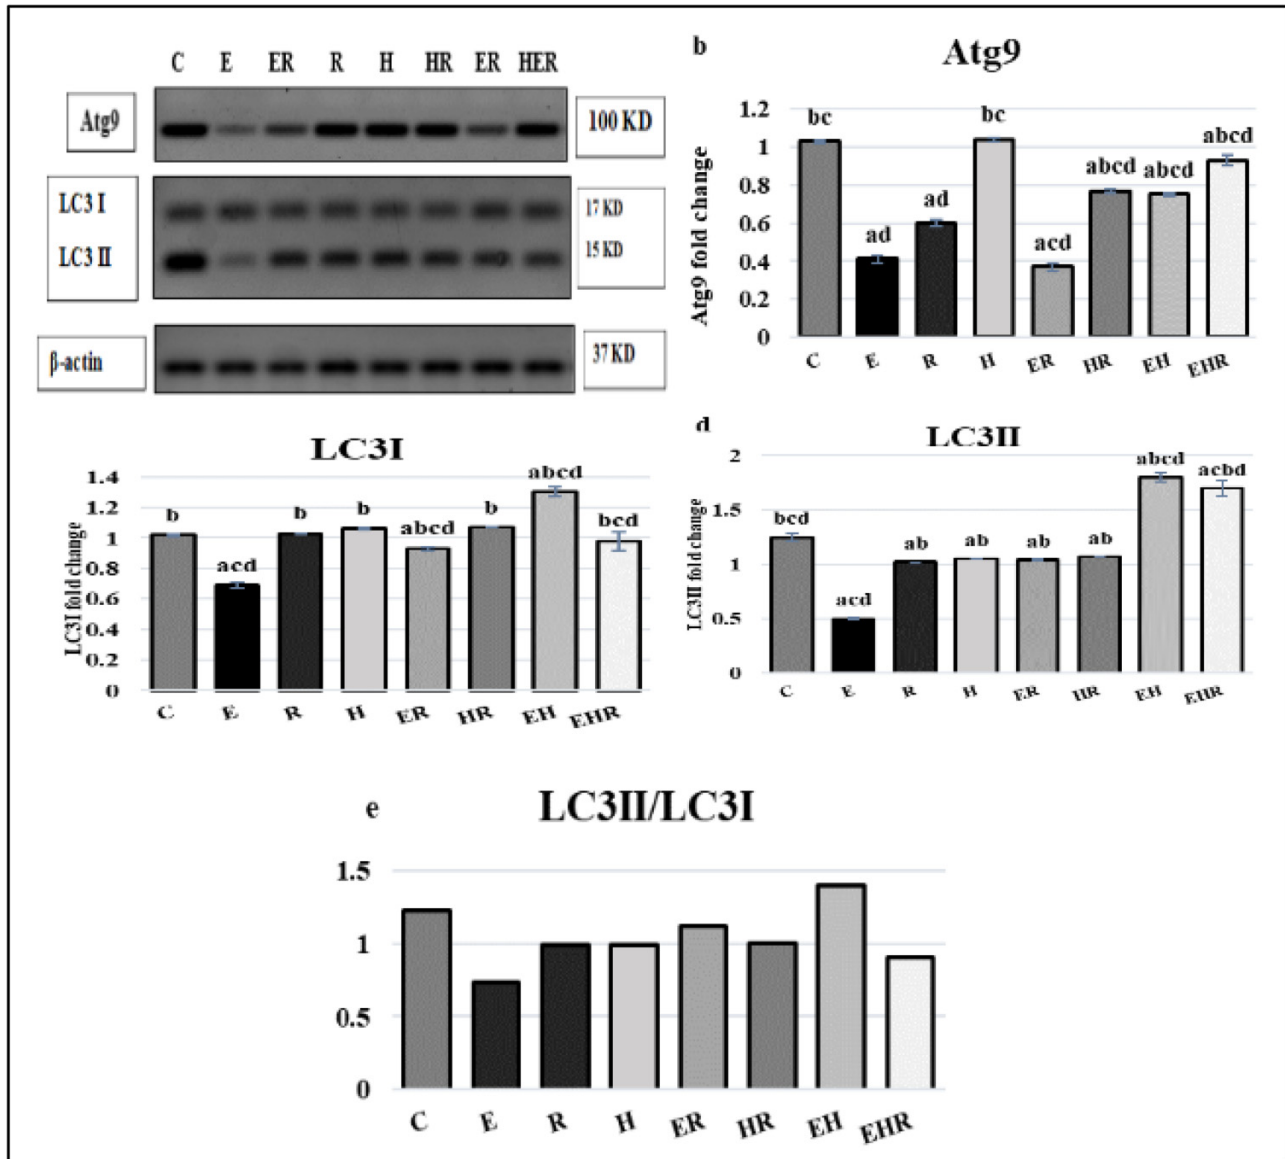 C E ER R H HR ER HER
Atg9
100 KD
LC3 I
17 KD
LC3 II
15 KD
β-actin
37 KD
b
Atg9
Atg9 fold change
1.2
1
0.8
0.6
0.4
0.2
0
bc ad ad bc acd abcd abcd abcd
C E R H ER HR EH EHR
LC3I
LC3I fold change
1.4
1.2
1
0.8
0.6
0.4
0.2
0
b acd b b abcd b abcd bcd
C E R H ER HR EH EHR
d
LC3II
LC3II fold change
2
1.5
1
0.5
0
bcd acd ab ab ab ab abcd acbd
C E R H ER HR EH EHR
e
LC3II/LC3I
1.5
1
0.5
0
C E R H ER HR EH EHR